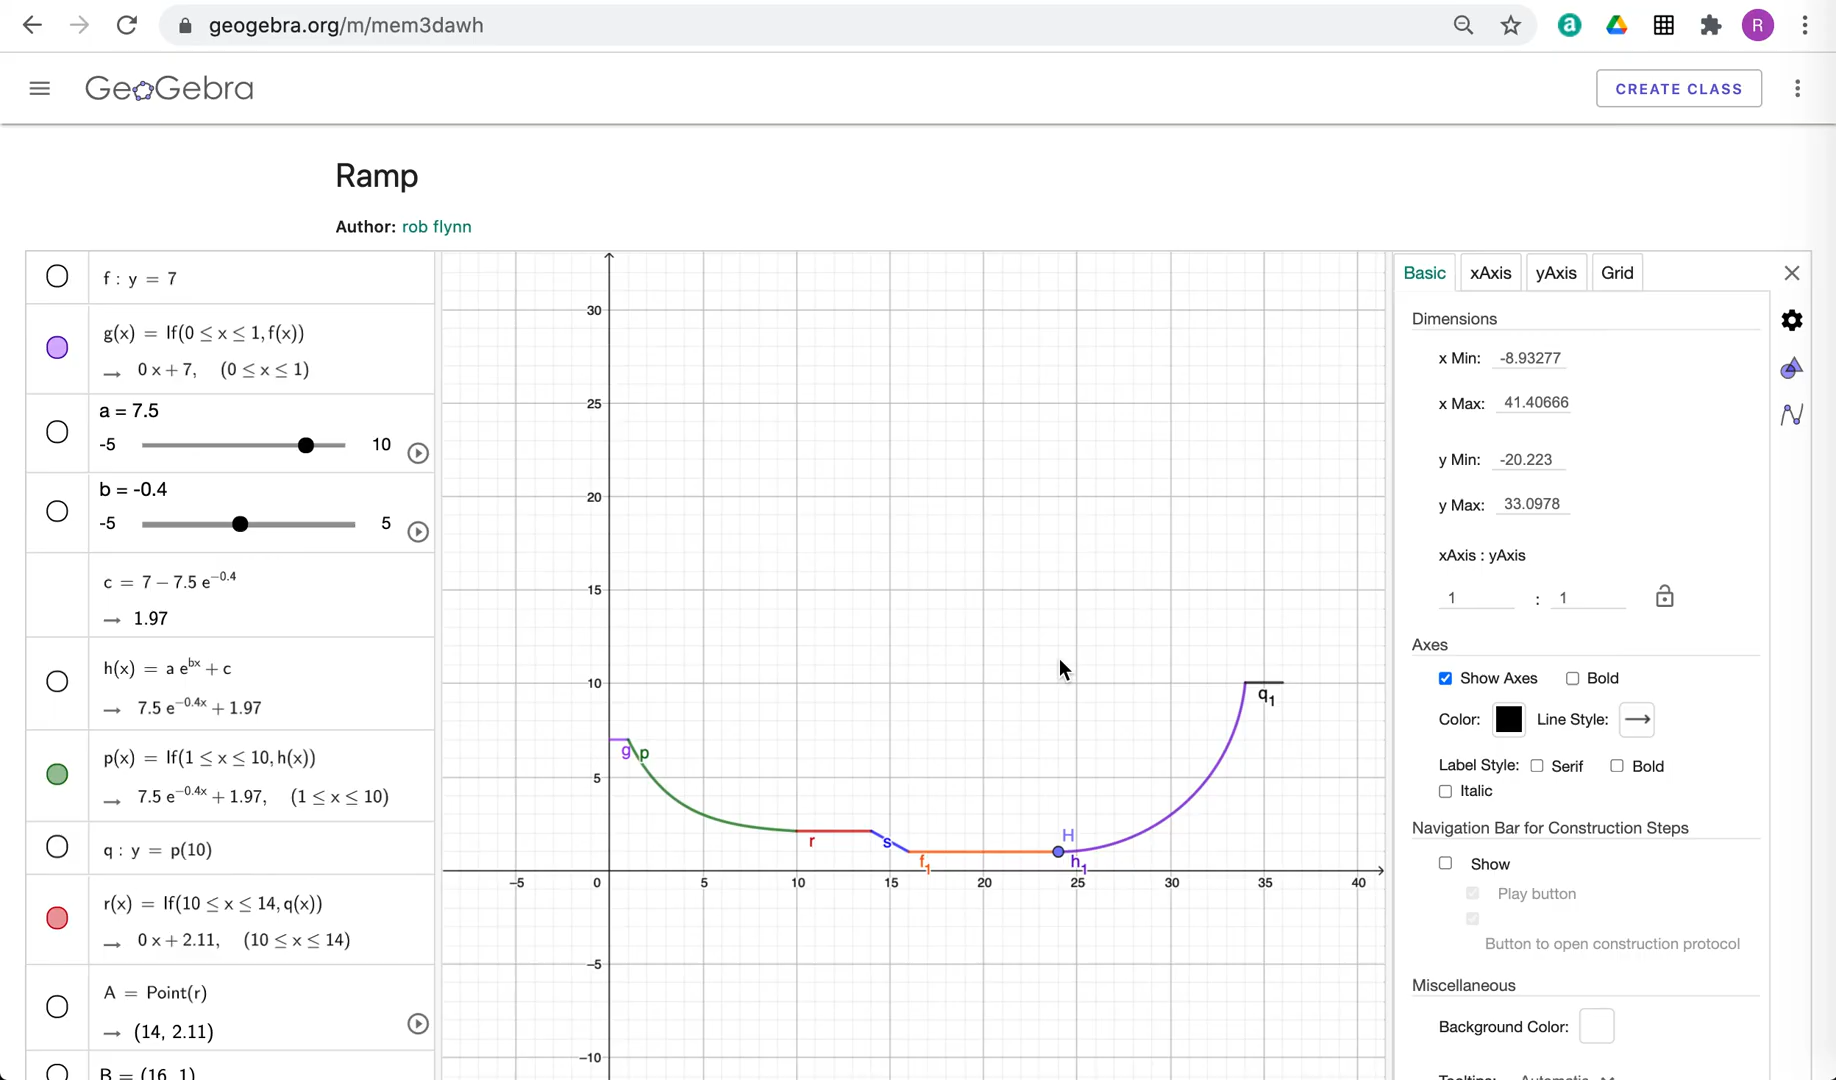 geogebra.org/m/mem3dawh
a
R
GeoGebra
CREATE CLASS
Ramp
Author: rob flynn
f : y = 7
g(x) = If(0 ≤ x ≤ 1, f(x))
→ 0 x + 7, (0 ≤ x ≤ 1)
a = 7.5
-5 10
b = -0.4
-5 5
c = 7 − 7.5 e^−0.4
→ 1.97
h(x) = a e^bx + c
→ 7.5 e^−0.4x + 1.97
p(x) = If(1 ≤ x ≤ 10, h(x))
→ 7.5 e^−0.4x + 1.97, (1 ≤ x ≤ 10)
q : y = p(10)
r(x) = If(10 ≤ x ≤ 14, q(x))
→ 0 x + 2.11, (10 ≤ x ≤ 14)
A = Point(r)
→ (14, 2.11)
B = (16, 1)
30
25
20
15
10
5
−5
−10
−5 0 5 10 15 20 25 30 35 40
g p
r
s
f₁
H
h₁
q₁
Basic xAxis yAxis Grid
Dimensions
x Min: -8.93277
x Max: 41.40666
y Min: -20.223
y Max: 33.0978
xAxis : yAxis
1 : 1
Axes
Show Axes Bold
Color: Line Style:
Label Style: Serif Bold
Italic
Navigation Bar for Construction Steps
Show
Play button
Button to open construction protocol
Miscellaneous
Background Color:
Tooltips: Automatic